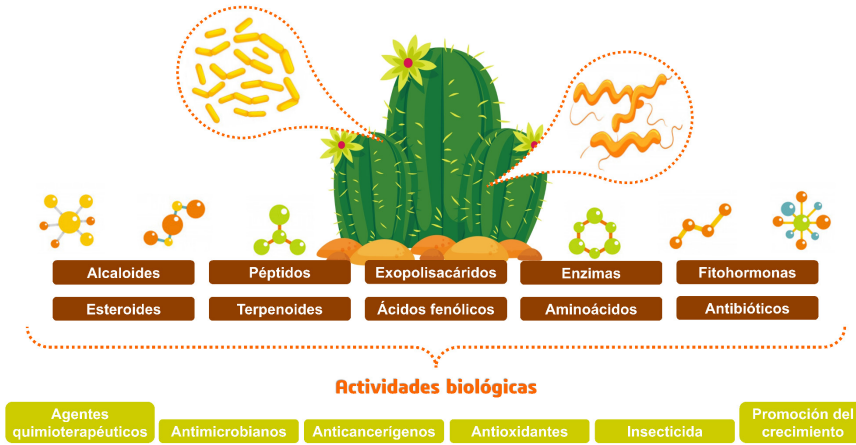 Alcaloides
Péptidos
Exopolisacáridos
Enzimas
Fitohormonas
Esteroides
Terpenoides
Ácidos fenólicos
Aminoácidos
Antibióticos
Actividades biológicas
Agentes
quimioterapéuticos
Antimicrobianos
Anticancerigenos
Antioxidantes
Insecticida
Promoción del
crecimiento